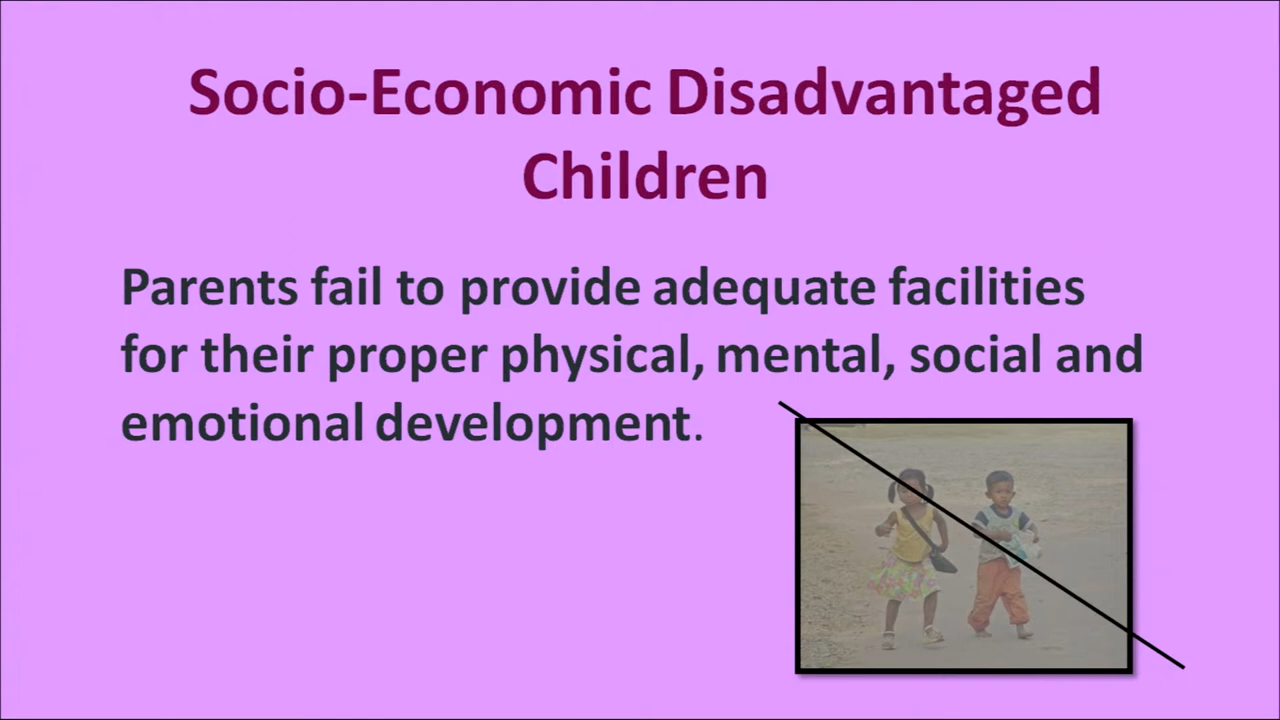 Socio-Economic Disadvantaged
Children
Parents fail to provide adequate facilities
for their proper physical, mental, social and
emotional development.